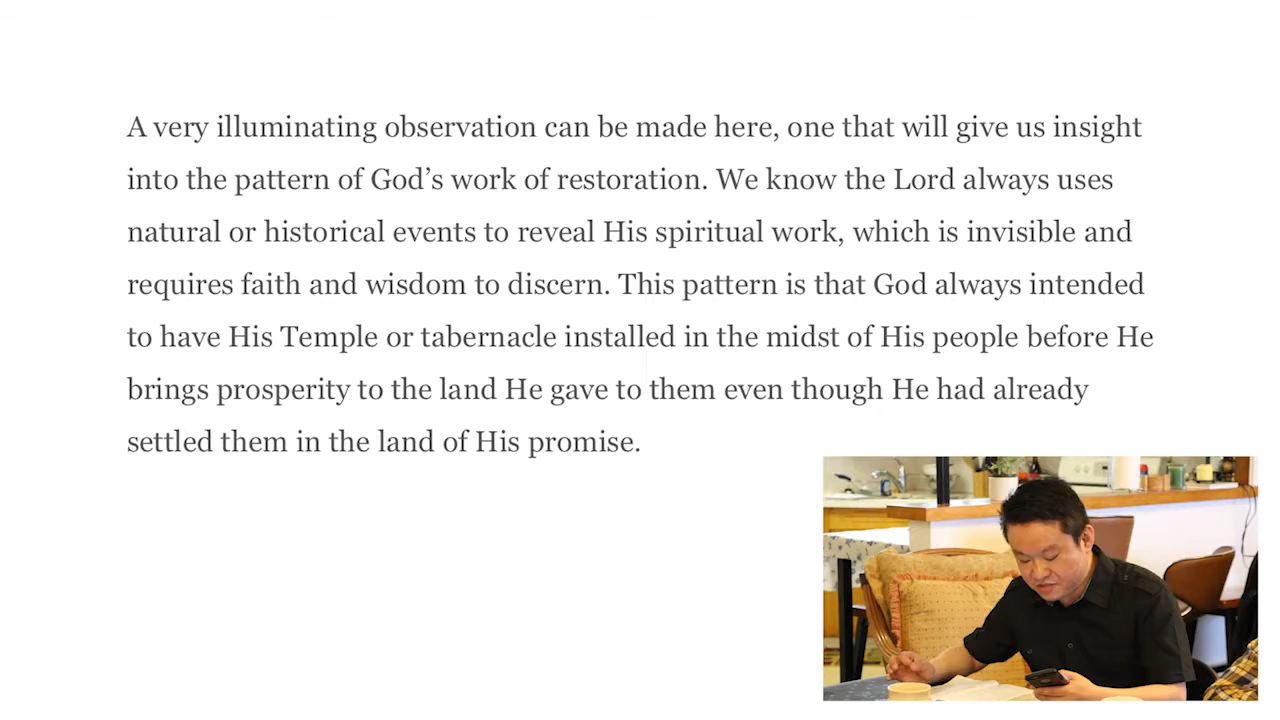 A very illuminating observation can be made here, one that will give us insight
into the pattern of God’s work of restoration. We know the Lord always uses
natural or historical events to reveal His spiritual work, which is invisible and
requires faith and wisdom to discern. This pattern is that God always intended
to have His Temple or tabernacle installed in the midst of His people before He
brings prosperity to the land He gave to them even though He had already
settled them in the land of His promise.